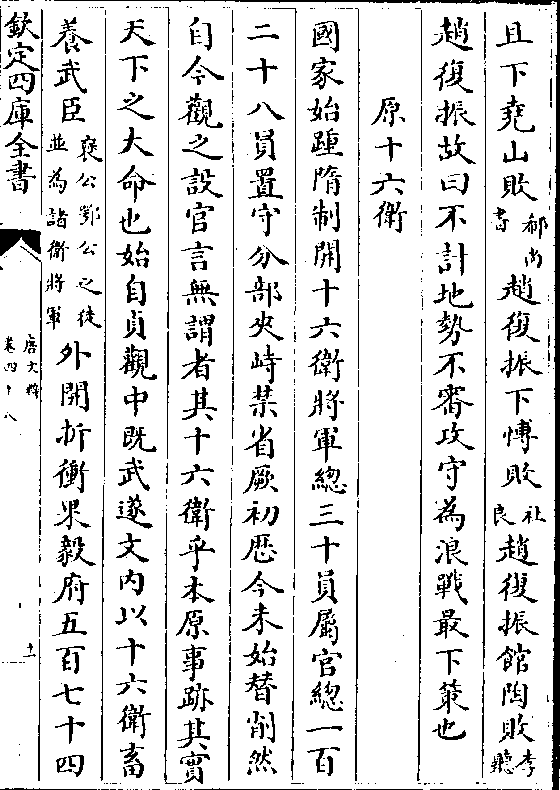 且下堯山敗郝尚書趙復振下愽敗杜良趙復振館陶敗李聽
趙復振故曰不計地勢不審攻守為浪戰最下策也
原十六衛
國家始踵隋制開十六衛將軍總三十員屬官總一百
二十八員置守分部夾峙禁省厥初歴今未始替削然
自今觀之設官言無謂者其十六衛乎本原事跡其實
天下之大命也始自貞觀中既武遂文内以十六衛畜
養武臣襃公鄂公之徒並為諸衛將軍外開折衝果毅府五百七十四
欽定四庫全書
唐文粹
卷四十八
十一